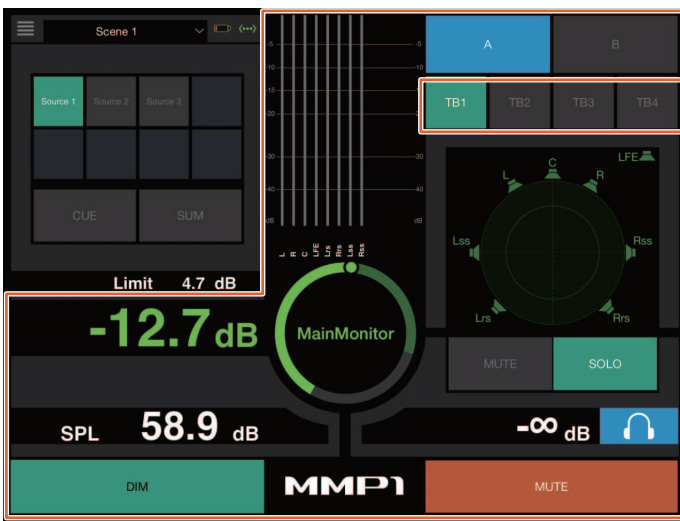 Scene 1
Source 1 Source 2 Source 3
CUE SUM
Limit 4.7 dB
-12.7 dB
SPL 58.9 dB
DIM
-5 -5
-10
-15 -15
-20 -20
-30 -30
-40 -40
dB dB
L R C LFE Lrs Rrs Lss Rss
MainMonitor
MMP1
A B
TB1 TB2 TB3 TB4
LFE
L C R
Lss Rss
Lrs Rrs
MUTE SOLO
-∞ dB
MUTE